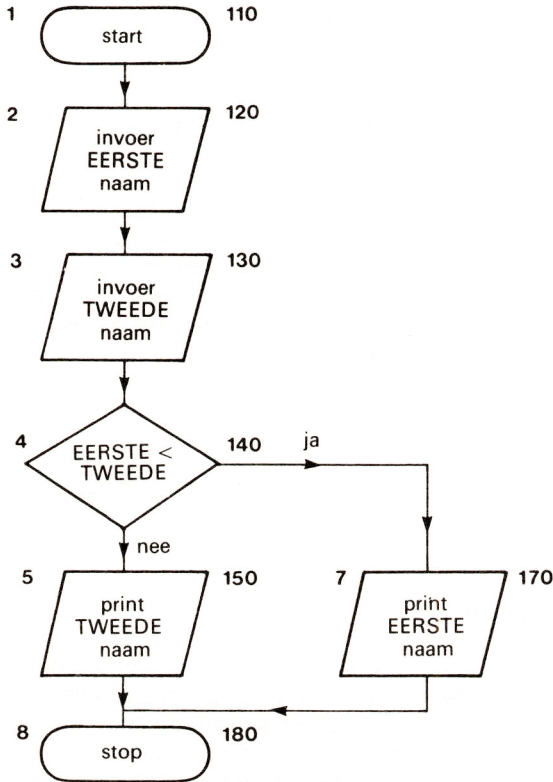 1 110
start
2 120
invoer
EERSTE
naam
3 130
invoer
TWEEDE
naam
4 140 ja
EERSTE <
TWEEDE
nee
5 150
print
TWEEDE
naam
7 170
print
EERSTE
naam
8 180
stop